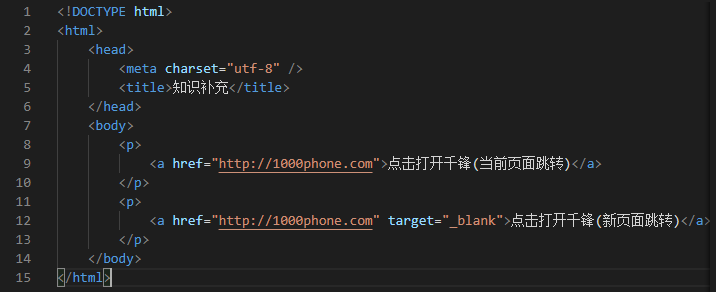 1 <!DOCTYPE html>
2 <html>
3     <head>
4         <meta charset="utf-8" />
5         <title>知识补充</title>
6     </head>
7     <body>
8         <p>
9             <a href="http://1000phone.com">点击打开千锋(当前页面跳转)</a>
10         </p>
11         <p>
12             <a href="http://1000phone.com" target="_blank">点击打开千锋(新页面跳转)</a>
13         </p>
14     </body>
15 </html>